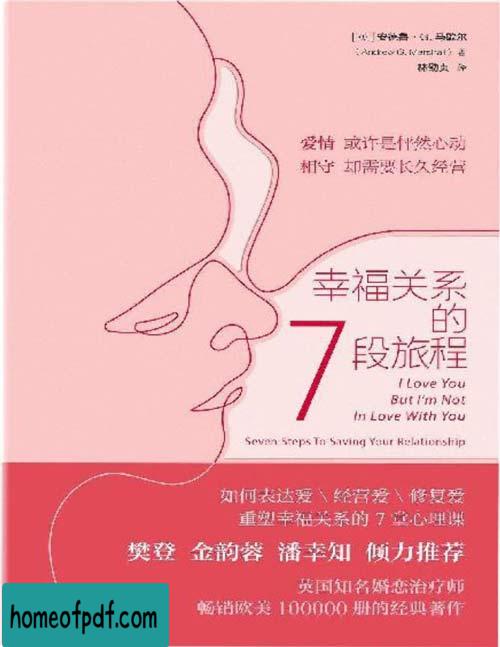 [英] 安德鲁·G. 马歇尔
(Andrew G. Marshall) 著
林勐贞 译
爱情 或许是怦然心动
相守 却需要长久经营
幸福关系
的
7
段旅程
I Love You
But I'm Not
In Love With You
Seven Steps To Saving Your Relationship
如何表达爱\经营爱\修复爱
重塑幸福关系的 7 堂心理课
樊登 金韵蓉 潘幸知 倾力推荐
英国知名婚恋治疗师
畅销欧美 100000 册的经典著作
homeofpdf.com